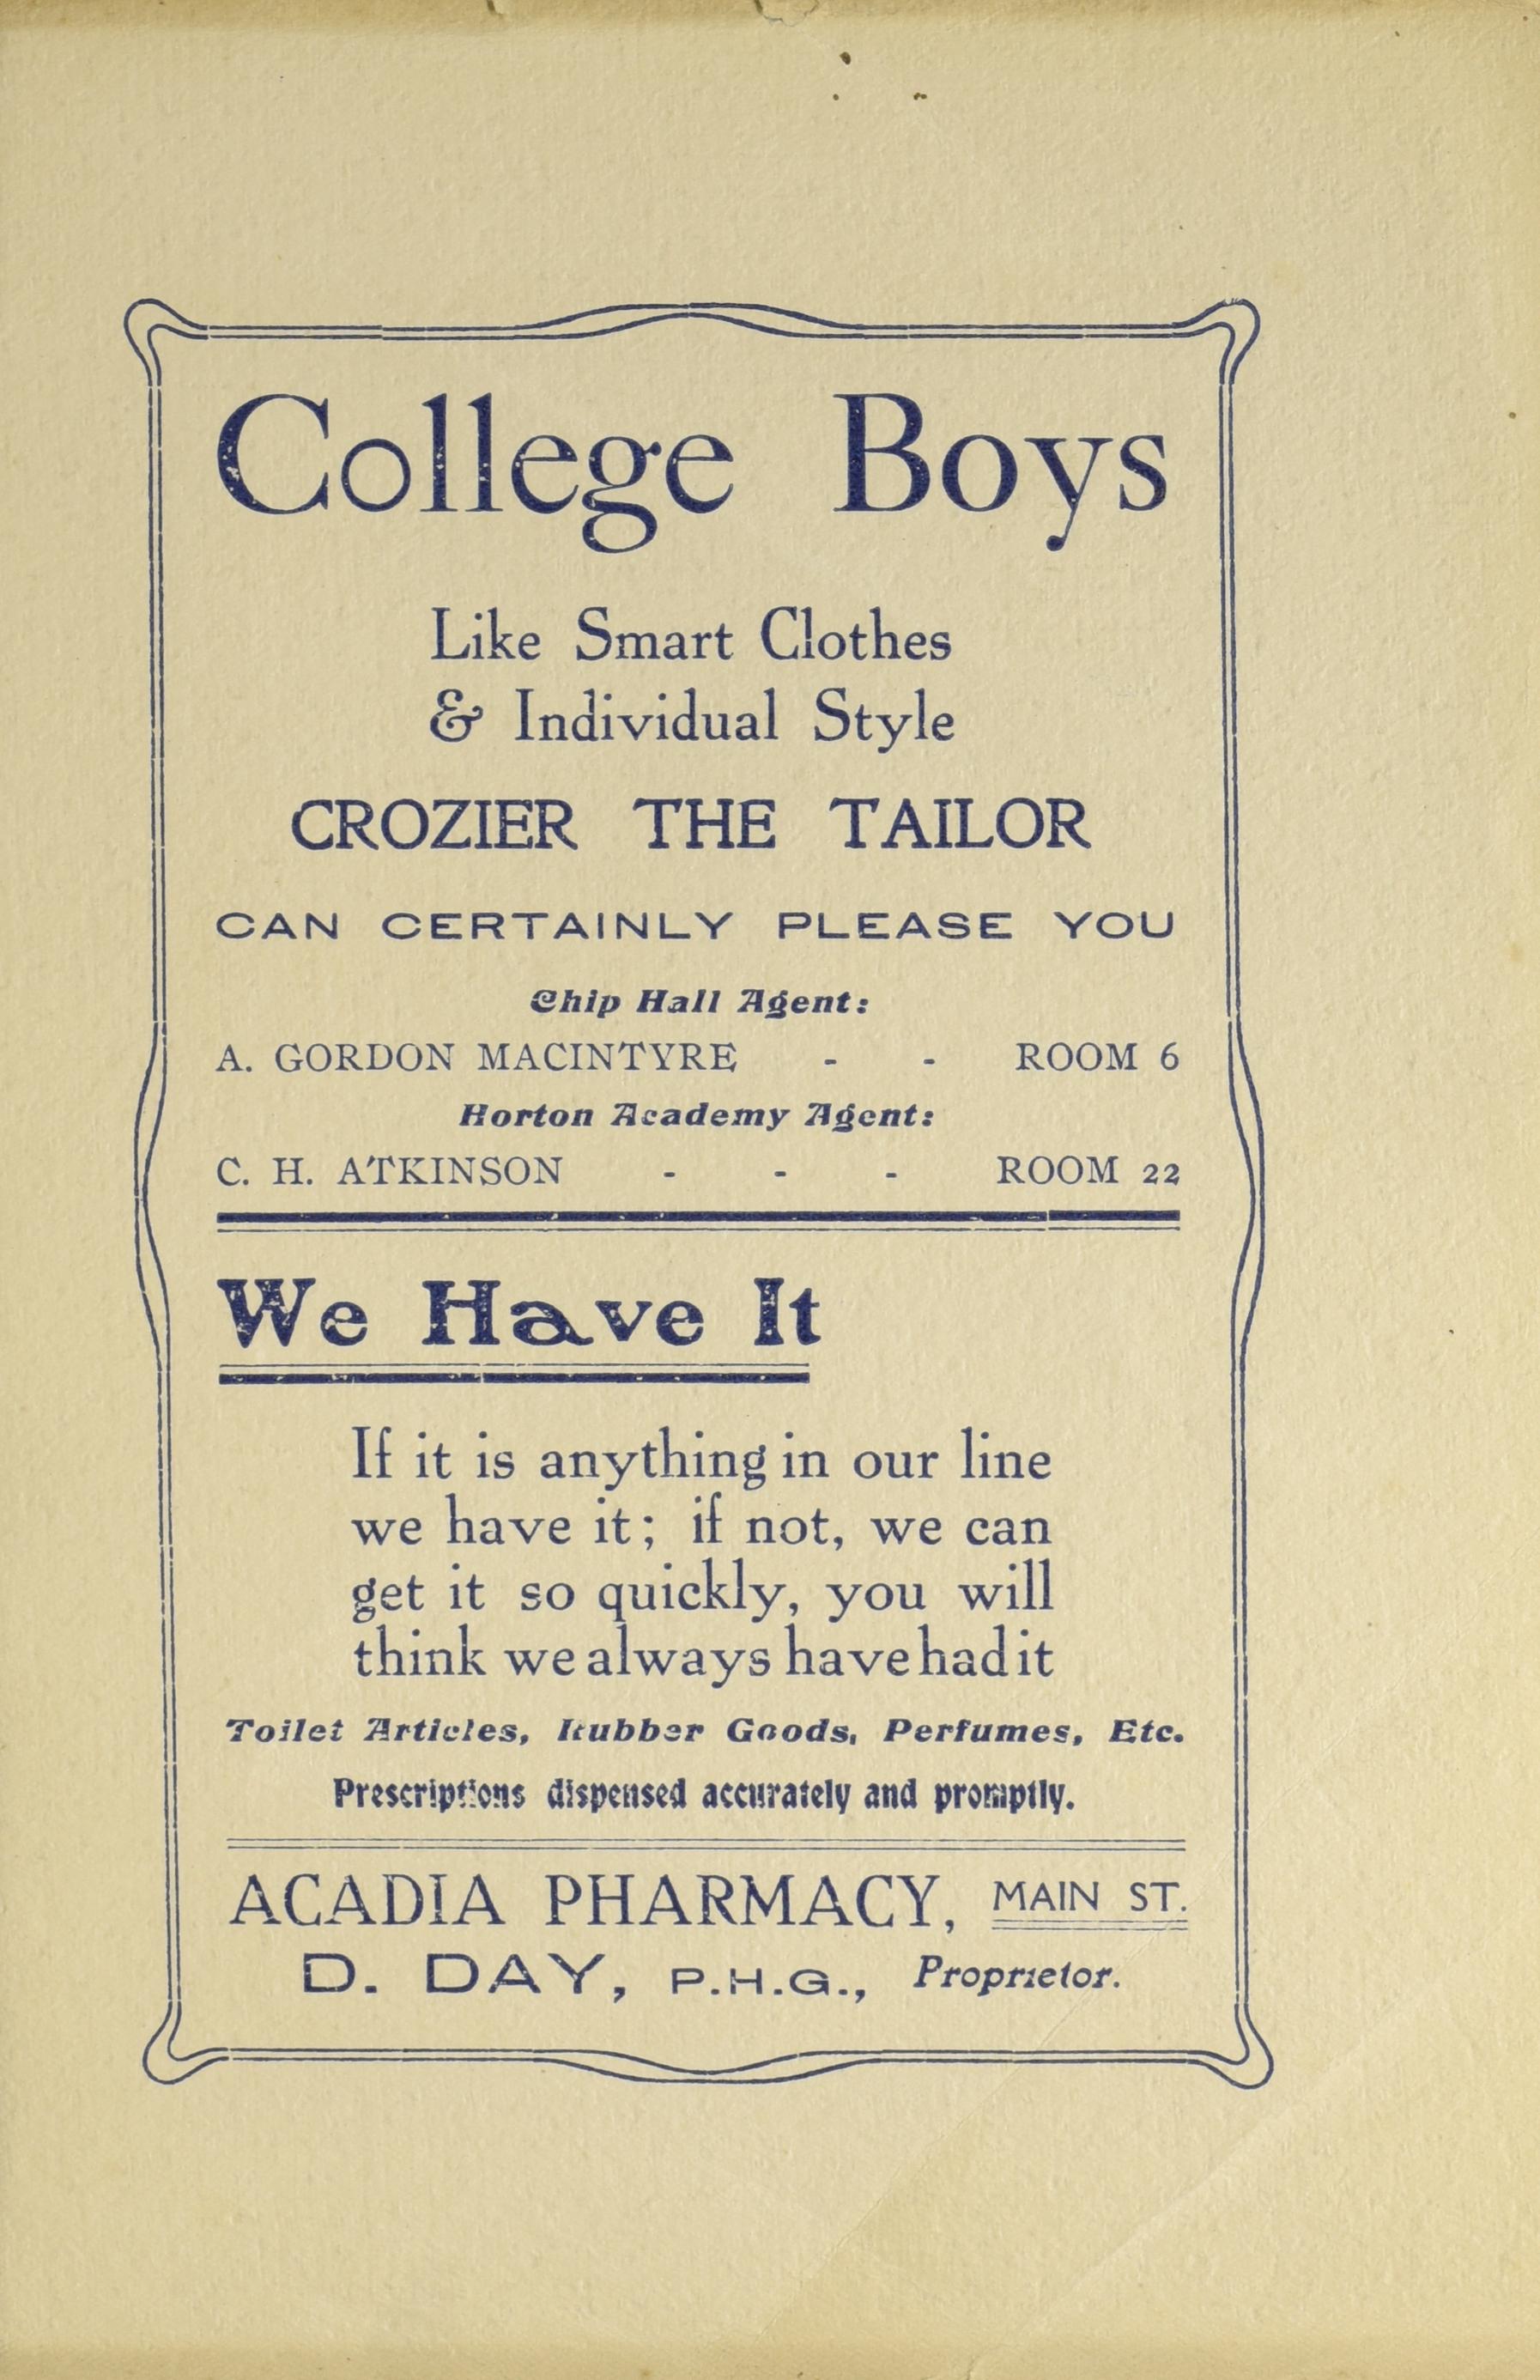 College Boys
Like Smart Clothes
& Individual Style
CROZIER THE TAILOR
CAN CERTAINLY PLEASE YOU
Chip Hall Agent:
A. GORDON MACINTYRE - - ROOM 6
Horton Academy Agent:
C. H. ATKINSON - - - ROOM 22
We Have It
If it is anything in our line
we have it; if not, we can
get it so quickly, you will
think we always have had it
Toilet Articles, Rubber Goods, Perfumes, Etc.
Prescriptions dispensed accurately and promptly.
ACADIA PHARMACY, MAIN ST.
D. DAY, P.H.G., Proprietor.